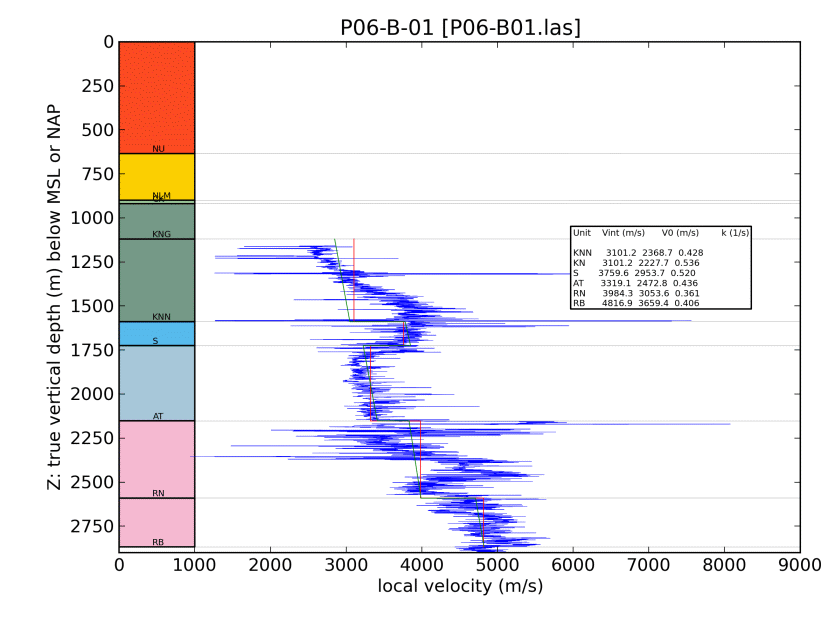 P06-B-01 [P06-B01.las]
0
250
500
750
1000
1250
1500
1750
2000
2250
2500
2750
Z: true vertical depth (m) below MSL or NAP
NU
NLM
KNG
KNN
S
AT
RN
RB
Unit Vint (m/s) V0 (m/s) k (1/s)
KNN 3101.2 2368.7 0.428
KN 3101.2 2227.7 0.536
S 3759.6 2953.7 0.520
AT 3319.1 2472.8 0.436
RN 3984.3 3053.6 0.361
RB 4816.9 3659.4 0.406
0 1000 2000 3000 4000 5000 6000 7000 8000 9000
local velocity (m/s)